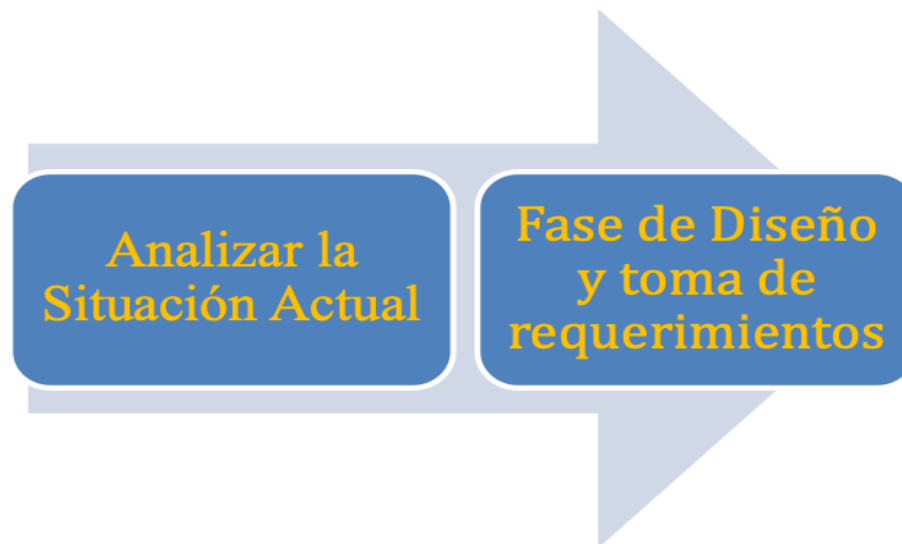 Analizar la
Situación Actual
Fase de Diseño
y toma de
requerimientos